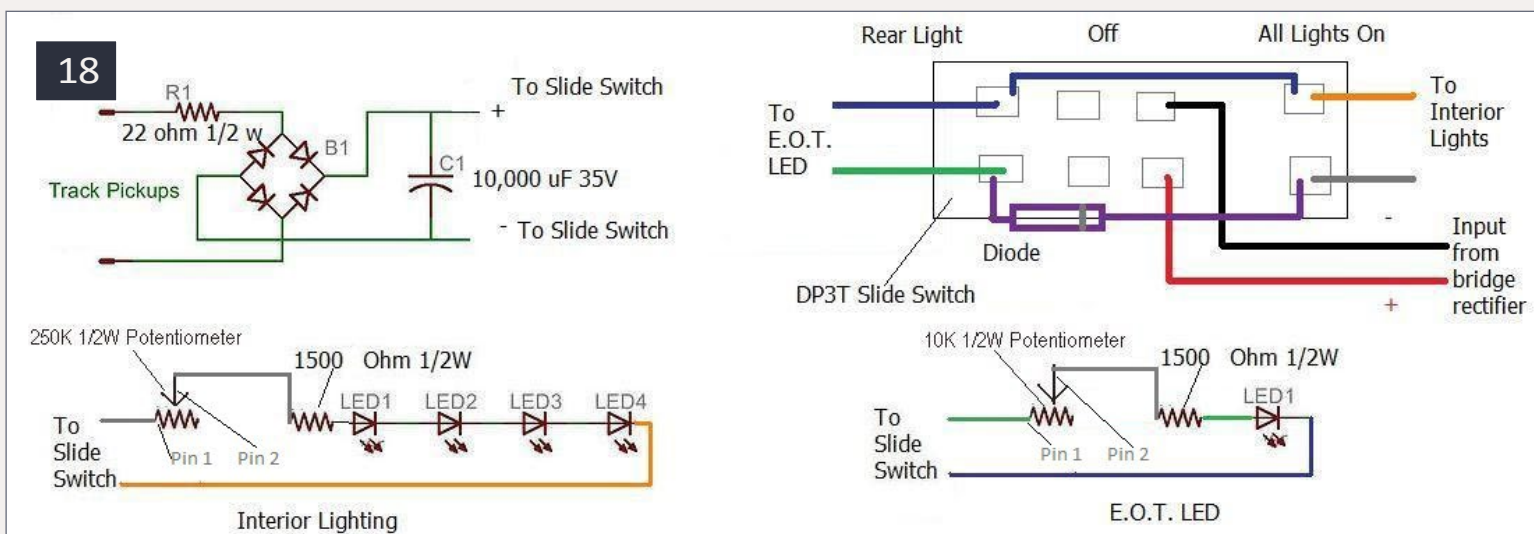 18
R1
22 ohm 1/2 w
B1
Track Pickups
To Slide Switch
+
C1
10,000 uF 35V
- To Slide Switch
Rear Light
Off
All Lights On
To
E.O.T.
LED
To
Interior
Lights
Diode
DP3T Slide Switch
-
Input
from
bridge
rectifier
+
250K 1/2W Potentiometer
1500 Ohm 1/2W
LED1
LED2
LED3
LED4
To
Slide
Switch
Pin 1
Pin 2
Interior Lighting
10K 1/2W Potentiometer
1500 Ohm 1/2W
LED1
To
Slide
Switch
Pin 1
Pin 2
E.O.T. LED